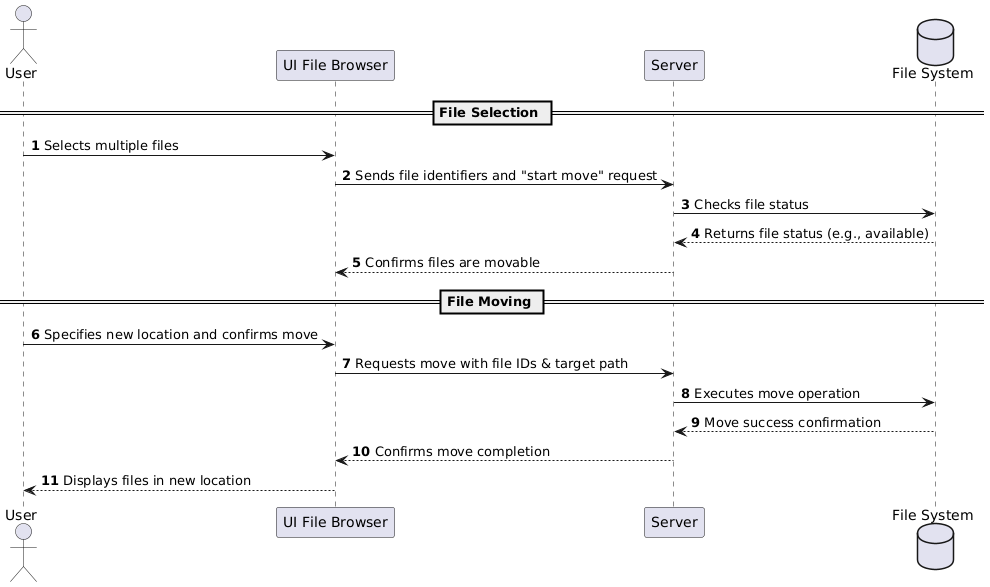 User
UI File Browser
Server
File System
File Selection
1 Selects multiple files
2 Sends file identifiers and "start move" request
3 Checks file status
4 Returns file status (e.g., available)
5 Confirms files are movable
File Moving
6 Specifies new location and confirms move
7 Requests move with file IDs & target path
8 Executes move operation
9 Move success confirmation
10 Confirms move completion
11 Displays files in new location
User
UI File Browser
Server
File System